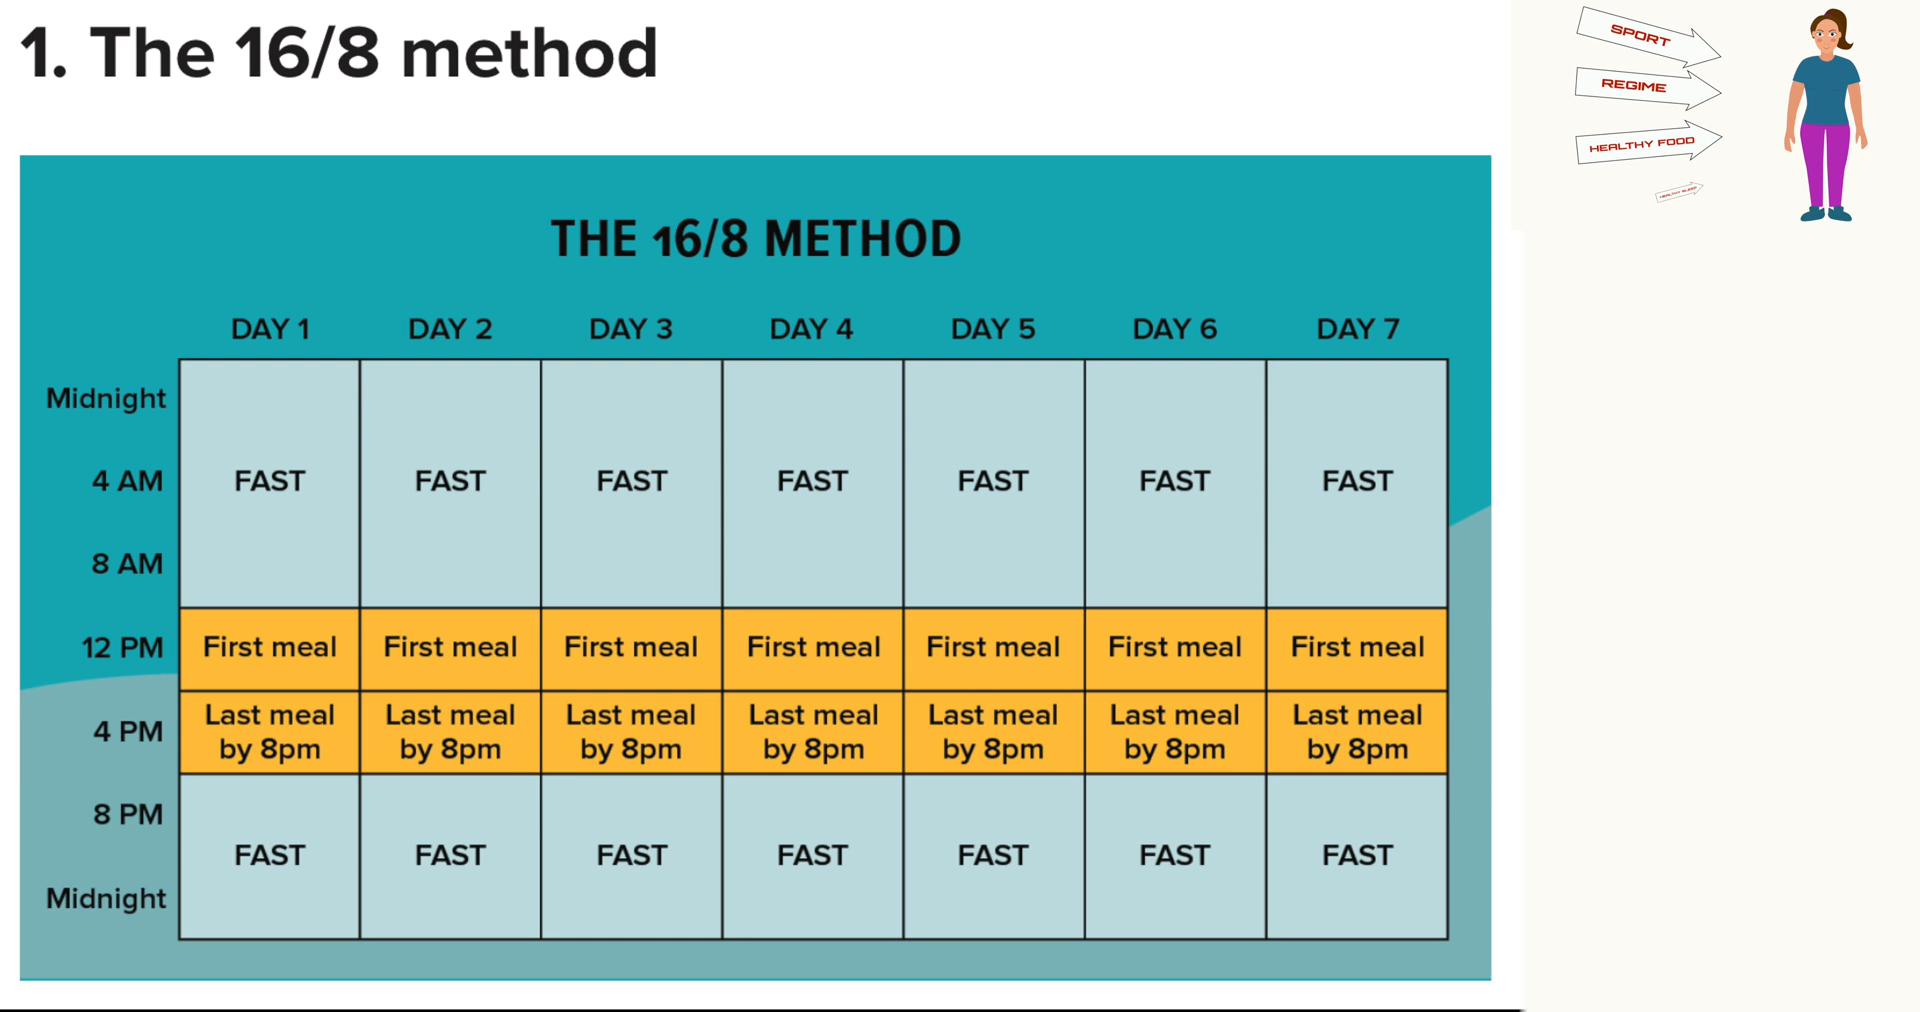 1. The 16/8 method
THE 16/8 METHOD
DAY 1 DAY 2 DAY 3 DAY 4 DAY 5 DAY 6 DAY 7
Midnight
4 AM FAST FAST FAST FAST FAST FAST FAST
8 AM
12 PM First meal First meal First meal First meal First meal First meal First meal
4 PM Last meal by 8pm Last meal by 8pm Last meal by 8pm Last meal by 8pm Last meal by 8pm Last meal by 8pm Last meal by 8pm
8 PM
FAST FAST FAST FAST FAST FAST FAST
Midnight
SPORT
REGIME
HEALTHY FOOD
HEALTHY SLEEP